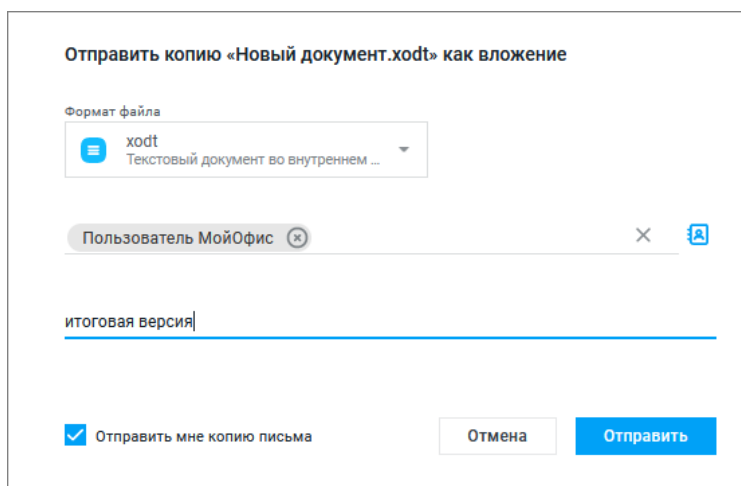 Отправить копию «Новый документ.xodt» как вложение
Формат файла
xodt
Текстовый документ во внутреннем ...
Пользователь МойОфис
итоговая версия
Отправить мне копию письма
Отмена
Отправить